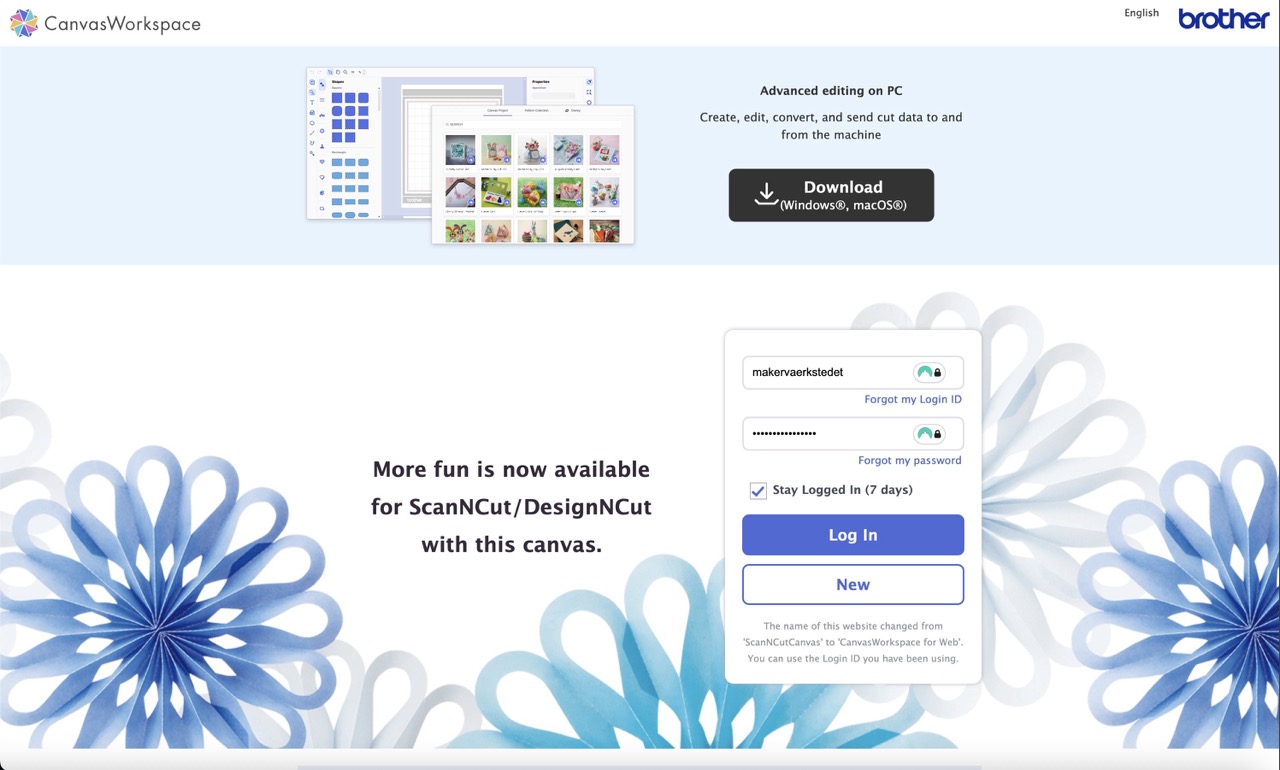 CanvasWorkspace
English
brother
Shapes
Properties
Advanced editing on PC
Create, edit, convert, and send cut data to and
from the machine
Download
(Windows®, macOS®)
makervaerkstedet
Forgot my Login ID
••••••••••••••••
Forgot my password
Stay Logged In (7 days)
Log In
New
The name of this website changed from
'ScanNCutCanvas' to 'CanvasWorkspace for Web'.
You can use the Login ID you have been using.
More fun is now available
for ScanNCut/DesignNCut
with this canvas.